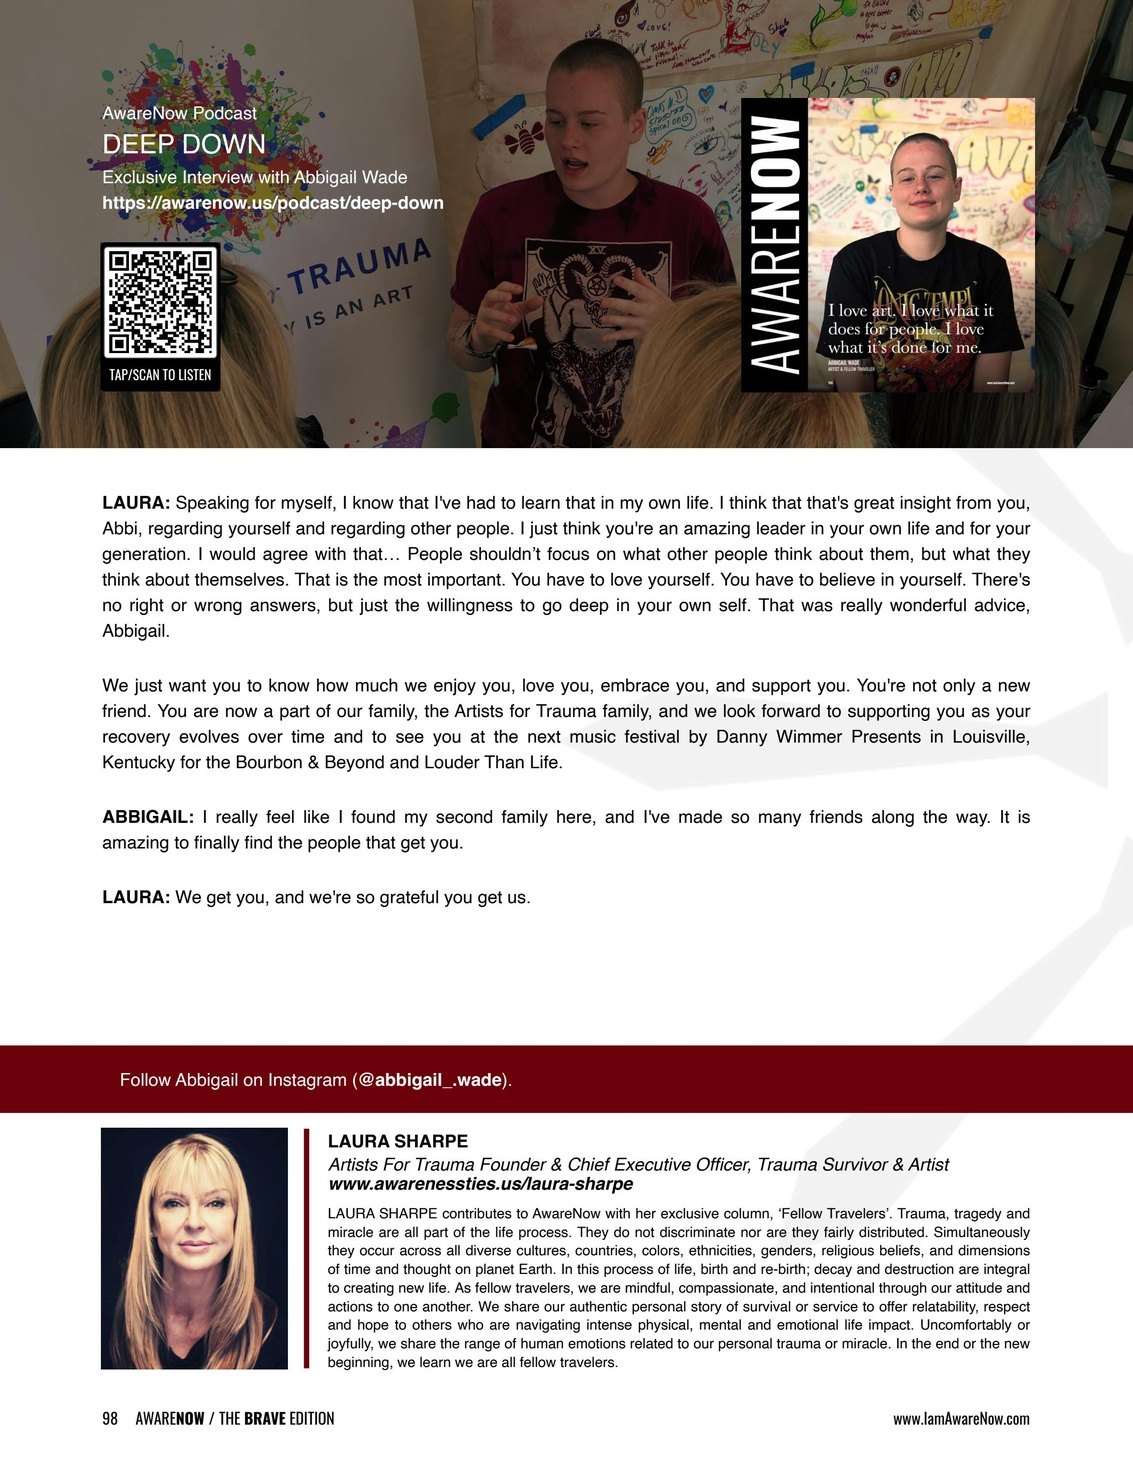 AwareNow Podcast
DEEP DOWN
Exclusive Interview with Abbigail Wade
https://awarenow.us/podcast/deep-down
TAP/SCAN TO LISTEN
TRAUMA
IS AN ART
XV
AWARENOW
I love art. I love what it
does for people. I love
what it's done for me.
ABBIGAIL WADE
ARTIST & FELLOW TRAVELLER
www.IamAwareNow.com
LAURA: Speaking for myself, I know that I've had to learn that in my own life. I think that that's great insight from you,
Abbi, regarding yourself and regarding other people. I just think you're an amazing leader in your own life and for your
generation. I would agree with that… People shouldn’t focus on what other people think about them, but what they
think about themselves. That is the most important. You have to love yourself. You have to believe in yourself. There's
no right or wrong answers, but just the willingness to go deep in your own self. That was really wonderful advice,
Abbigail.
We just want you to know how much we enjoy you, love you, embrace you, and support you. You're not only a new
friend. You are now a part of our family, the Artists for Trauma family, and we look forward to supporting you as your
recovery evolves over time and to see you at the next music festival by Danny Wimmer Presents in Louisville,
Kentucky for the Bourbon & Beyond and Louder Than Life.
ABBIGAIL: I really feel like I found my second family here, and I've made so many friends along the way. It is
amazing to finally find the people that get you.
LAURA: We get you, and we're so grateful you get us.
Follow Abbigail on Instagram (@abbigail_.wade).
LAURA SHARPE
Artists For Trauma Founder & Chief Executive Officer, Trauma Survivor & Artist
www.awarenessties.us/laura-sharpe
LAURA SHARPE contributes to AwareNow with her exclusive column, ‘Fellow Travelers’. Trauma, tragedy and
miracle are all part of the life process. They do not discriminate nor are they fairly distributed. Simultaneously
they occur across all diverse cultures, countries, colors, ethnicities, genders, religious beliefs, and dimensions
of time and thought on planet Earth. In this process of life, birth and re-birth; decay and destruction are integral
to creating new life. As fellow travelers, we are mindful, compassionate, and intentional through our attitude and
actions to one another. We share our authentic personal story of survival or service to offer relatability, respect
and hope to others who are navigating intense physical, mental and emotional life impact. Uncomfortably or
joyfully, we share the range of human emotions related to our personal trauma or miracle. In the end or the new
beginning, we learn we are all fellow travelers.
98 AWARENOW / THE BRAVE EDITION
www.IamAwareNow.com